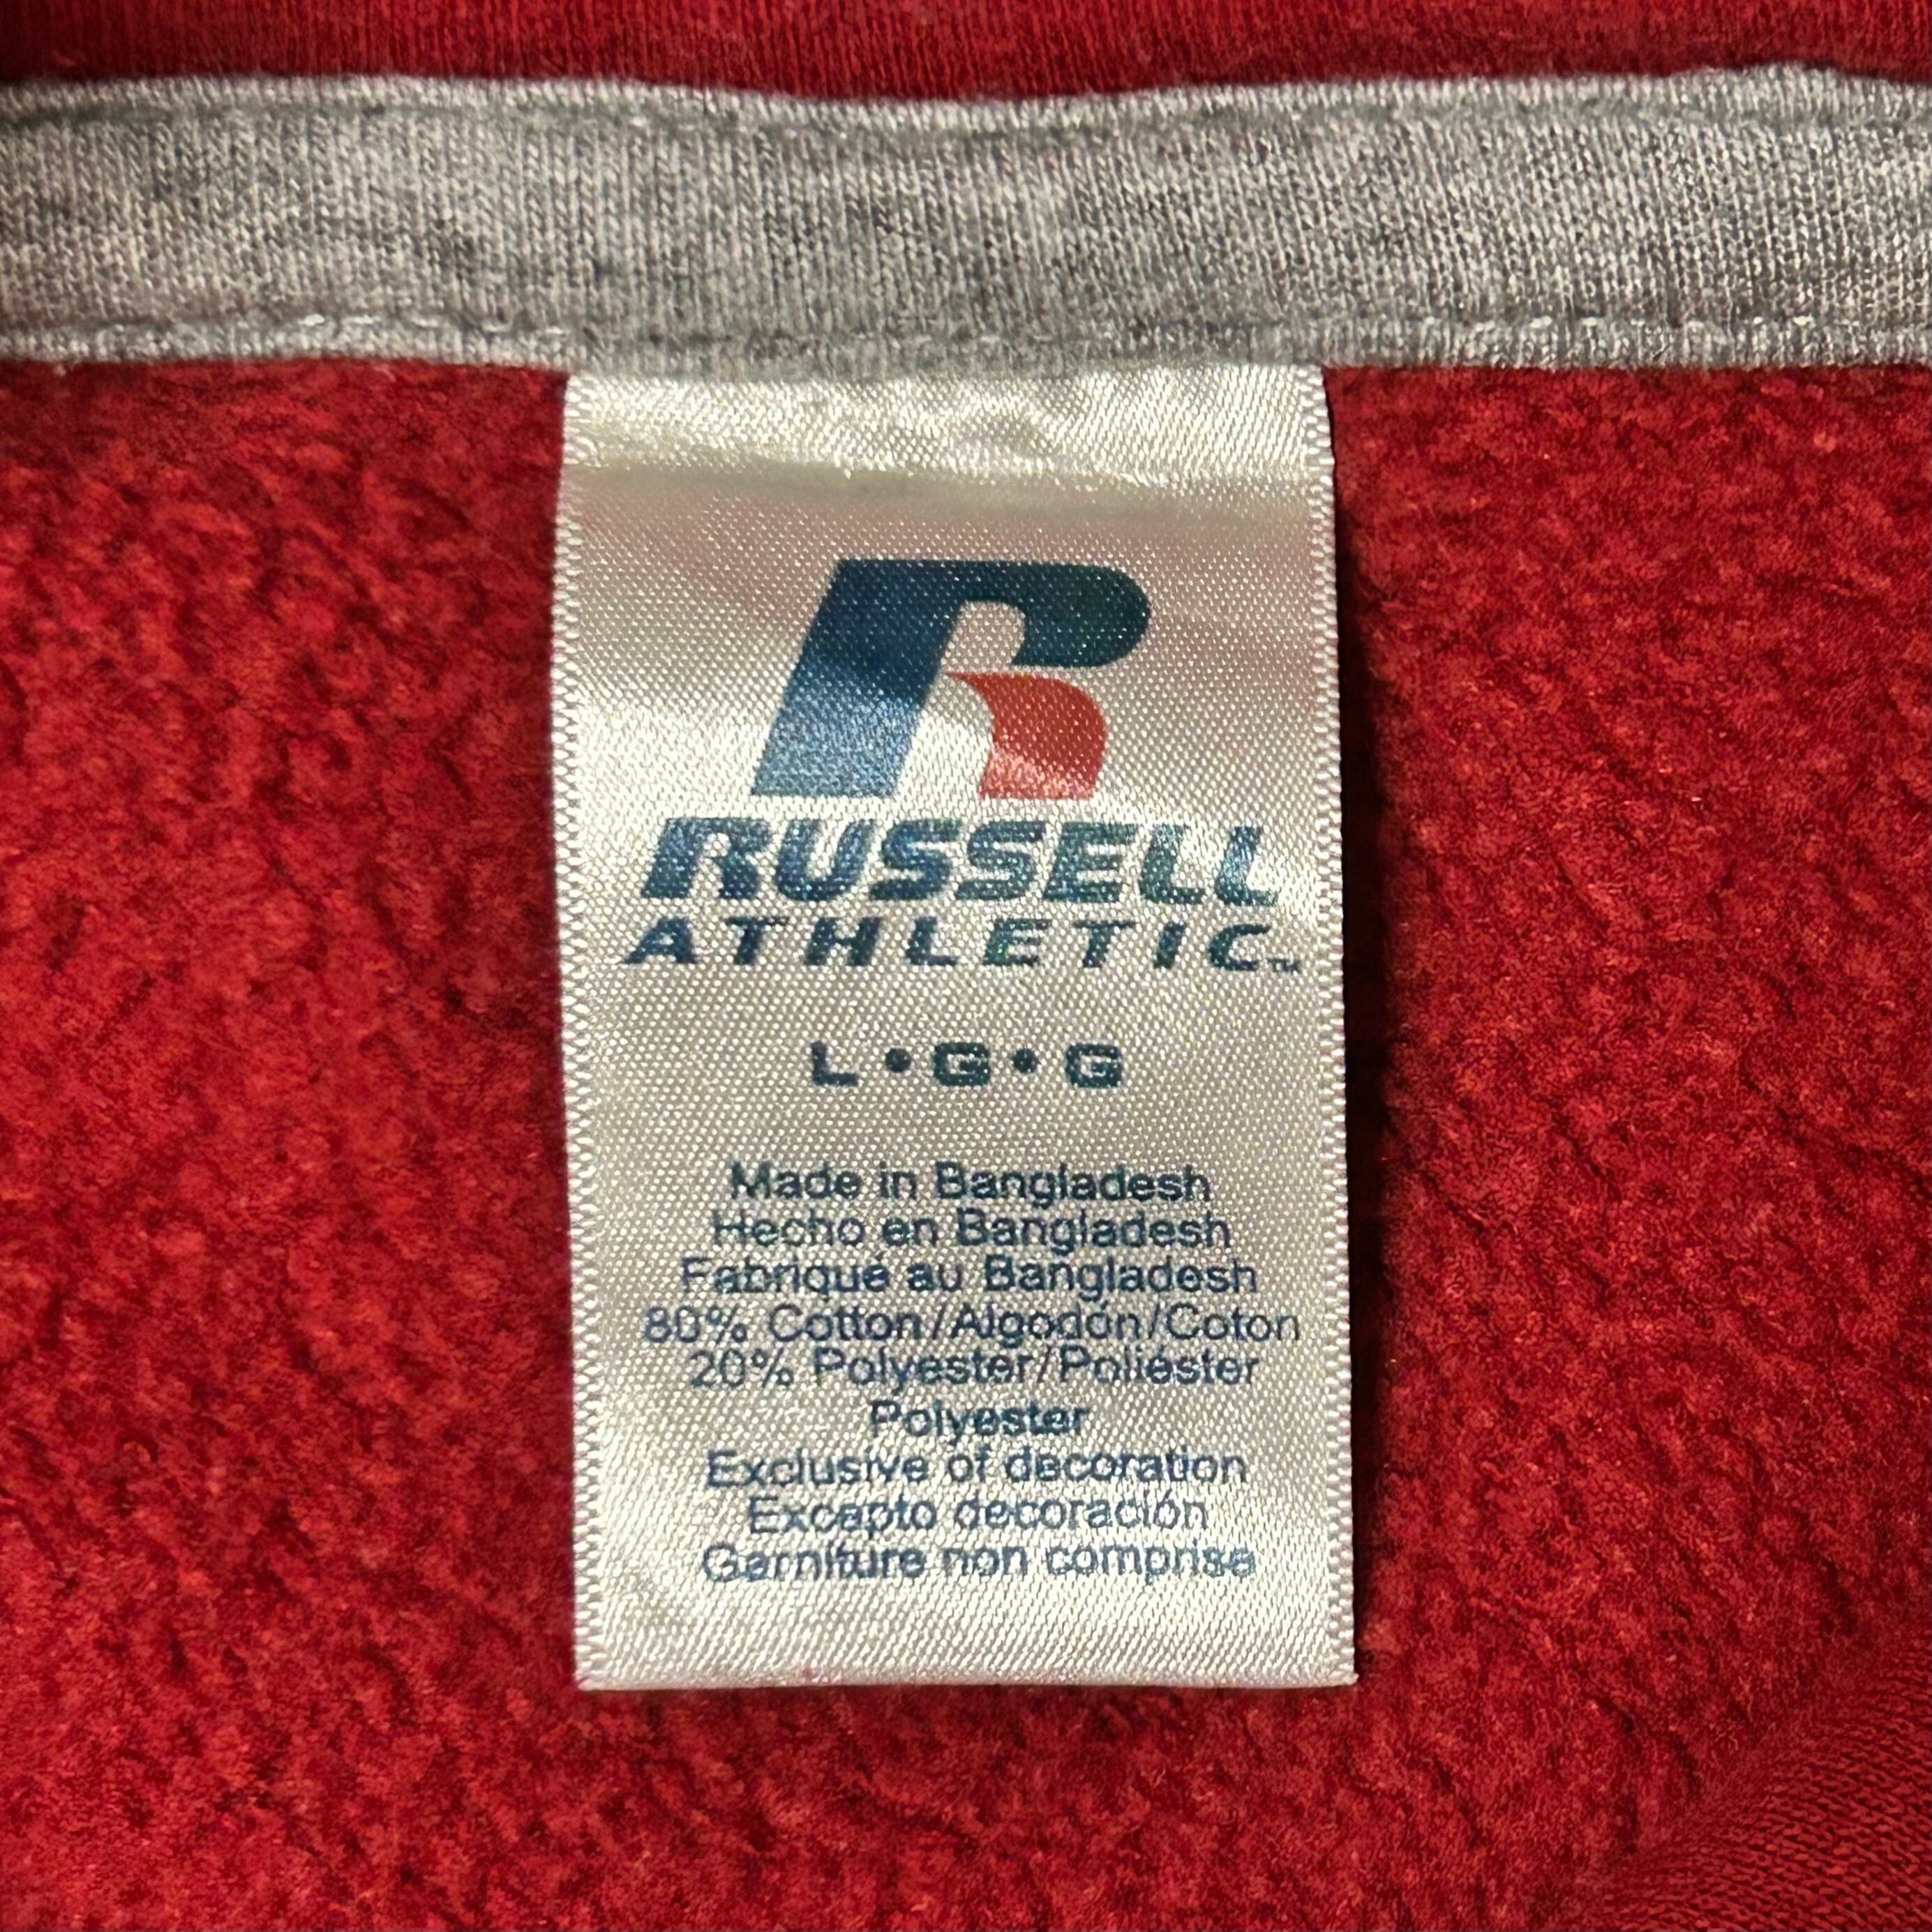 R
RUSSELL
ATHLETIC™
L•G•G
Made in Bangladesh
Hecho en Bangladesh
Fabriqué au Bangladesh
80% Cotton/Algodón/Coton
20% Polyester/Poliéster
Polyester
Exclusive of decoration
Excepto decoración
Garniture non comprise